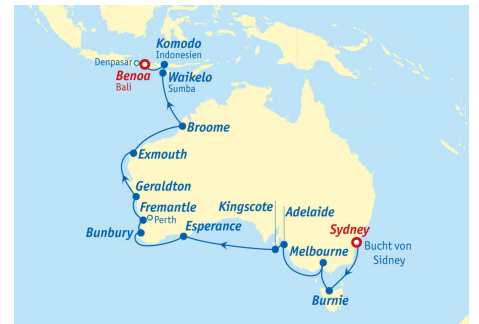 Komodo
Indonesien
Denpasar
Benoa
Bali
Waikelo
Sumba
Broome
Exmouth
Geraldton
Fremantle
Perth
Bunbury
Esperance
Kingscote
Adelaide
Sydney
Bucht von
Sidney
Melbourne
Burnie